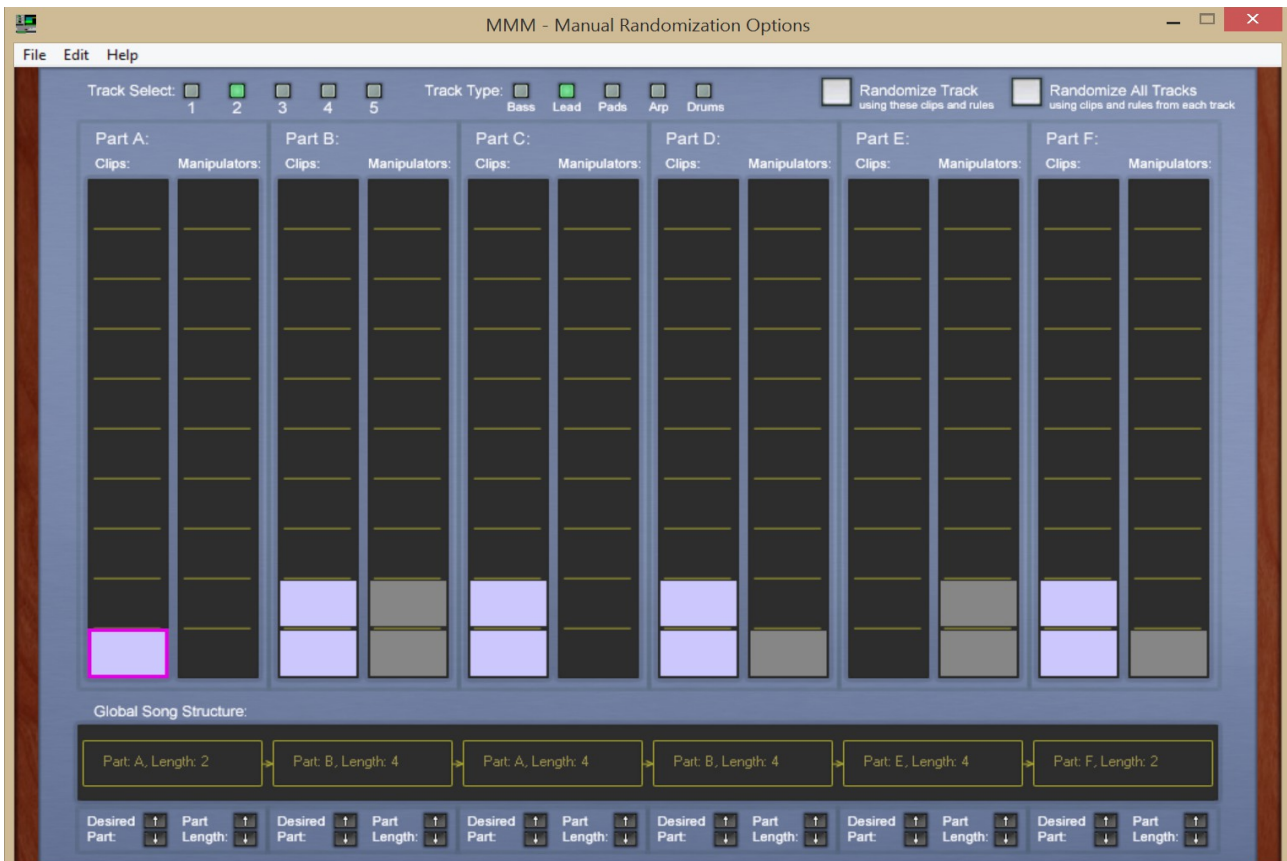 MMM - Manual Randomization Options
File Edit Help
Track Select: 1 2 3 4 5
Track Type: Bass Lead Pads Arp Drums
Randomize Track
using these clips and rules
Randomize All Tracks
using clips and rules from each track
Part A: Part B: Part C: Part D: Part E: Part F:
Clips: Manipulators: Clips: Manipulators: Clips: Manipulators: Clips: Manipulators: Clips: Manipulators: Clips: Manipulators:
Global Song Structure:
Part: A, Length: 2 Part: B, Length: 4 Part: A, Length: 4 Part: B, Length: 4 Part: E, Length: 4 Part: F, Length: 2
Desired Part Desired Part Desired Part Desired Part Desired Part Desired Part
Part: Length: Part: Length: Part: Length: Part: Length: Part: Length: Part: Length: